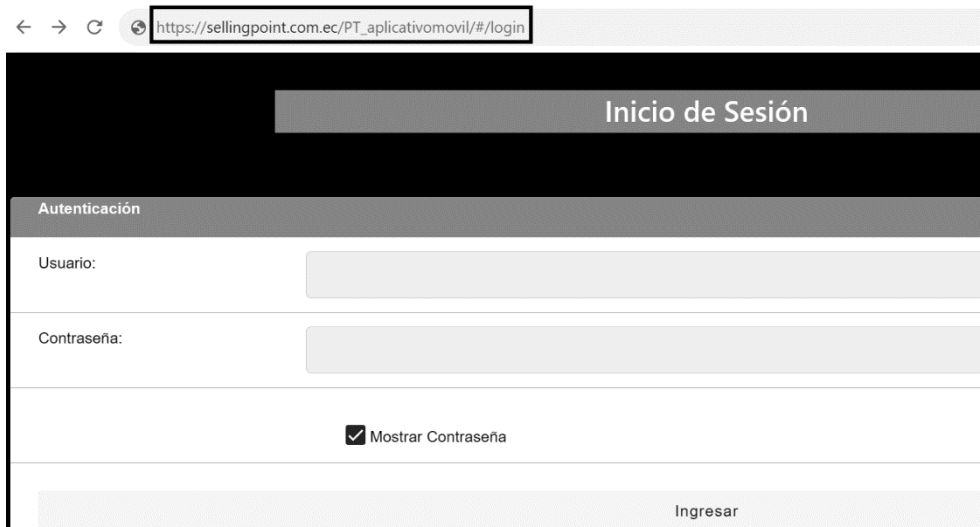 https://sellingpoint.com.ec/PT_aplicativomovil/#/login
Inicio de Sesión
Autenticación
Usuario:
Contraseña:
Mostrar Contraseña
Ingresar